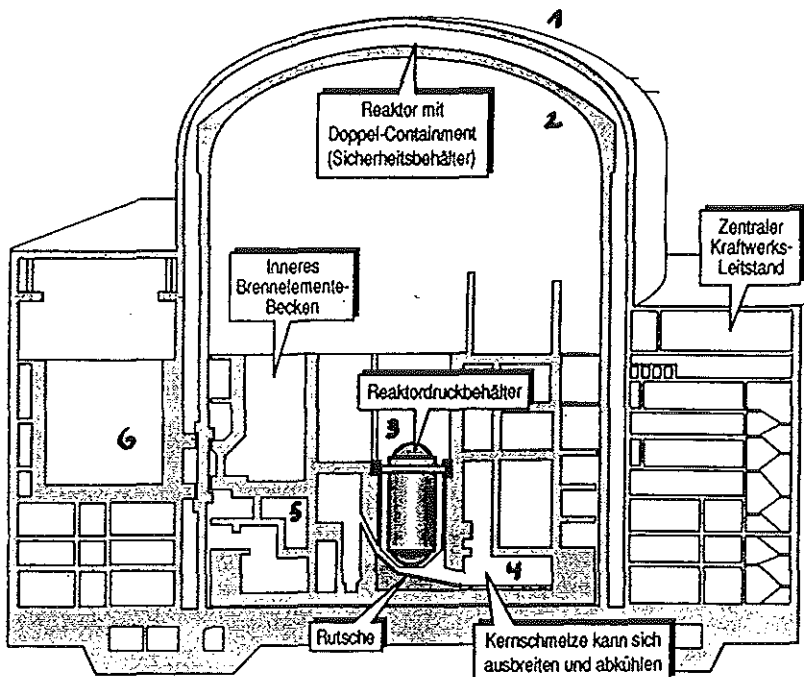 1
Reaktor mit
Doppel-Containment
(Sicherheitsbehälter)
2
Zentraler
Kraftwerks-
Leitstand
Inneres
Brennelemente-
Becken
Reaktordruckbehälter
3
6
5
4
Rutsche
Kernschmelze kann sich
ausbreiten und abkühlen